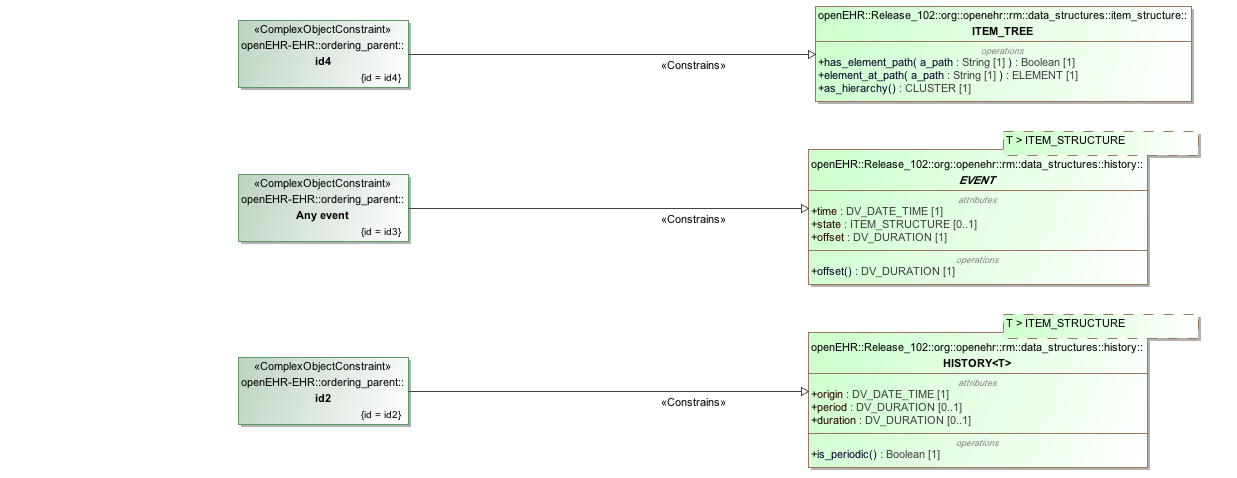 «ComplexObjectConstraint»
openEHR-EHR::ordering_parent::
id4
{id = id4}
«Constrains»
openEHR::Release_102::org::openehr::rm::data_structures::item_structure::
ITEM_TREE
operations
+has_element_path( a_path : String [1] ) : Boolean [1]
+element_at_path( a_path : String [1] ) : ELEMENT [1]
+as_hierarchy() : CLUSTER [1]
«ComplexObjectConstraint»
openEHR-EHR::ordering_parent::
Any event
{id = id3}
«Constrains»
T > ITEM_STRUCTURE
openEHR::Release_102::org::openehr::rm::data_structures::history::
EVENT
attributes
+time : DV_DATE_TIME [1]
+state : ITEM_STRUCTURE [0..1]
+offset : DV_DURATION [1]
operations
+offset() : DV_DURATION [1]
«ComplexObjectConstraint»
openEHR-EHR::ordering_parent::
id2
{id = id2}
«Constrains»
T > ITEM_STRUCTURE
openEHR::Release_102::org::openehr::rm::data_structures::history::
HISTORY<T>
attributes
+origin : DV_DATE_TIME [1]
+period : DV_DURATION [0..1]
+duration : DV_DURATION [0..1]
operations
+is_periodic() : Boolean [1]